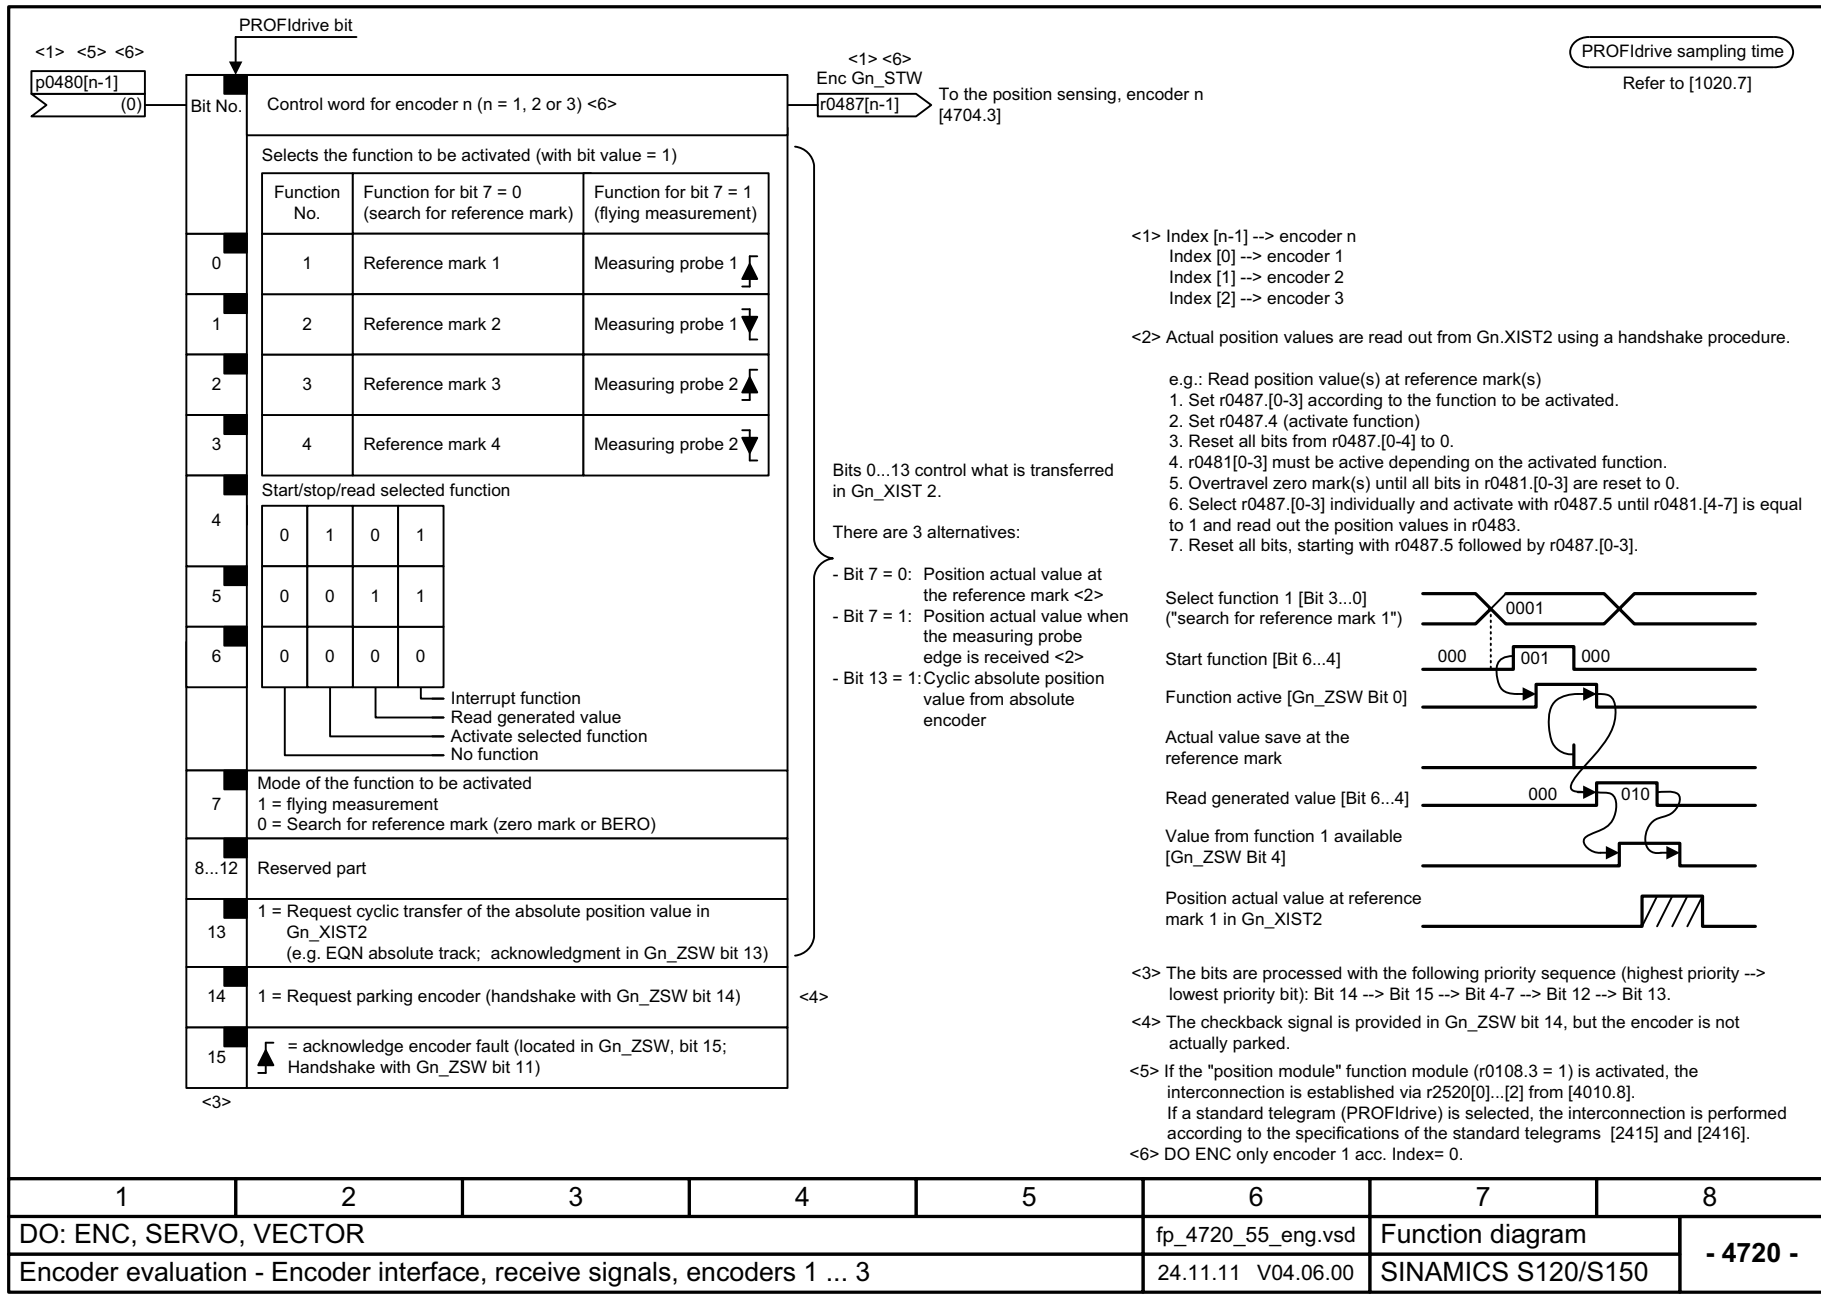 PROFIdrive bit
<1> <5> <6>
p0480[n-1]
(0)
Bit No.
Control word for encoder n (n = 1, 2 or 3) <6>
<1> <6>
Enc Gn_STW
r0487[n-1]
To the position sensing, encoder n
[4704.3]
PROFIdrive sampling time
Refer to [1020.7]
Selects the function to be activated (with bit value = 1)
Function No.
Function for bit 7 = 0
(search for reference mark)
Function for bit 7 = 1
(flying measurement)
0
1
Reference mark 1
Measuring probe 1
1
2
Reference mark 2
Measuring probe 1
2
3
Reference mark 3
Measuring probe 2
3
4
Reference mark 4
Measuring probe 2
Start/stop/read selected function
4
0 1 0 1
5
0 0 1 1
6
0 0 0 0
Interrupt function
Read generated value
Activate selected function
No function
7
Mode of the function to be activated
1 = flying measurement
0 = Search for reference mark (zero mark or BERO)
8...12
Reserved part
13
1 = Request cyclic transfer of the absolute position value in
Gn_XIST2
(e.g. EQN absolute track; acknowledgment in Gn_ZSW bit 13)
14
1 = Request parking encoder (handshake with Gn_ZSW bit 14)
<4>
15
= acknowledge encoder fault (located in Gn_ZSW, bit 15;
Handshake with Gn_ZSW bit 11)
<3>
Bits 0...13 control what is transferred
in Gn_XIST 2.
There are 3 alternatives:
- Bit 7 = 0: Position actual value at
the reference mark <2>
- Bit 7 = 1: Position actual value when
the measuring probe
edge is received <2>
- Bit 13 = 1: Cyclic absolute position
value from absolute
encoder
<1> Index [n-1] --> encoder n
Index [0] --> encoder 1
Index [1] --> encoder 2
Index [2] --> encoder 3
<2> Actual position values are read out from Gn.XIST2 using a handshake procedure.
e.g.: Read position value(s) at reference mark(s)
1. Set r0487.[0-3] according to the function to be activated.
2. Set r0487.4 (activate function)
3. Reset all bits from r0487.[0-4] to 0.
4. r0481[0-3] must be active depending on the activated function.
5. Overtravel zero mark(s) until all bits in r0481.[0-3] are reset to 0.
6. Select r0487.[0-3] individually and activate with r0487.5 until r0481.[4-7] is equal
to 1 and read out the position values in r0483.
7. Reset all bits, starting with r0487.5 followed by r0487.[0-3].
Select function 1 [Bit 3...0]
("search for reference mark 1")
0001
Start function [Bit 6...4]
000 001 000
Function active [Gn_ZSW Bit 0]
Actual value save at the
reference mark
Read generated value [Bit 6...4]
000 010
Value from function 1 available
[Gn_ZSW Bit 4]
Position actual value at reference
mark 1 in Gn_XIST2
<3> The bits are processed with the following priority sequence (highest priority -->
lowest priority bit): Bit 14 --> Bit 15 --> Bit 4-7 --> Bit 12 --> Bit 13.
<4> The checkback signal is provided in Gn_ZSW bit 14, but the encoder is not
actually parked.
<5> If the "position module" function module (r0108.3 = 1) is activated, the
interconnection is established via r2520[0]...[2] from [4010.8].
If a standard telegram (PROFIdrive) is selected, the interconnection is performed
according to the specifications of the standard telegrams [2415] and [2416].
<6> DO ENC only encoder 1 acc. Index= 0.
1 2 3 4 5 6 7 8
DO: ENC, SERVO, VECTOR
fp_4720_55_eng.vsd
Function diagram
- 4720 -
Encoder evaluation - Encoder interface, receive signals, encoders 1 ... 3
24.11.11 V04.06.00
SINAMICS S120/S150